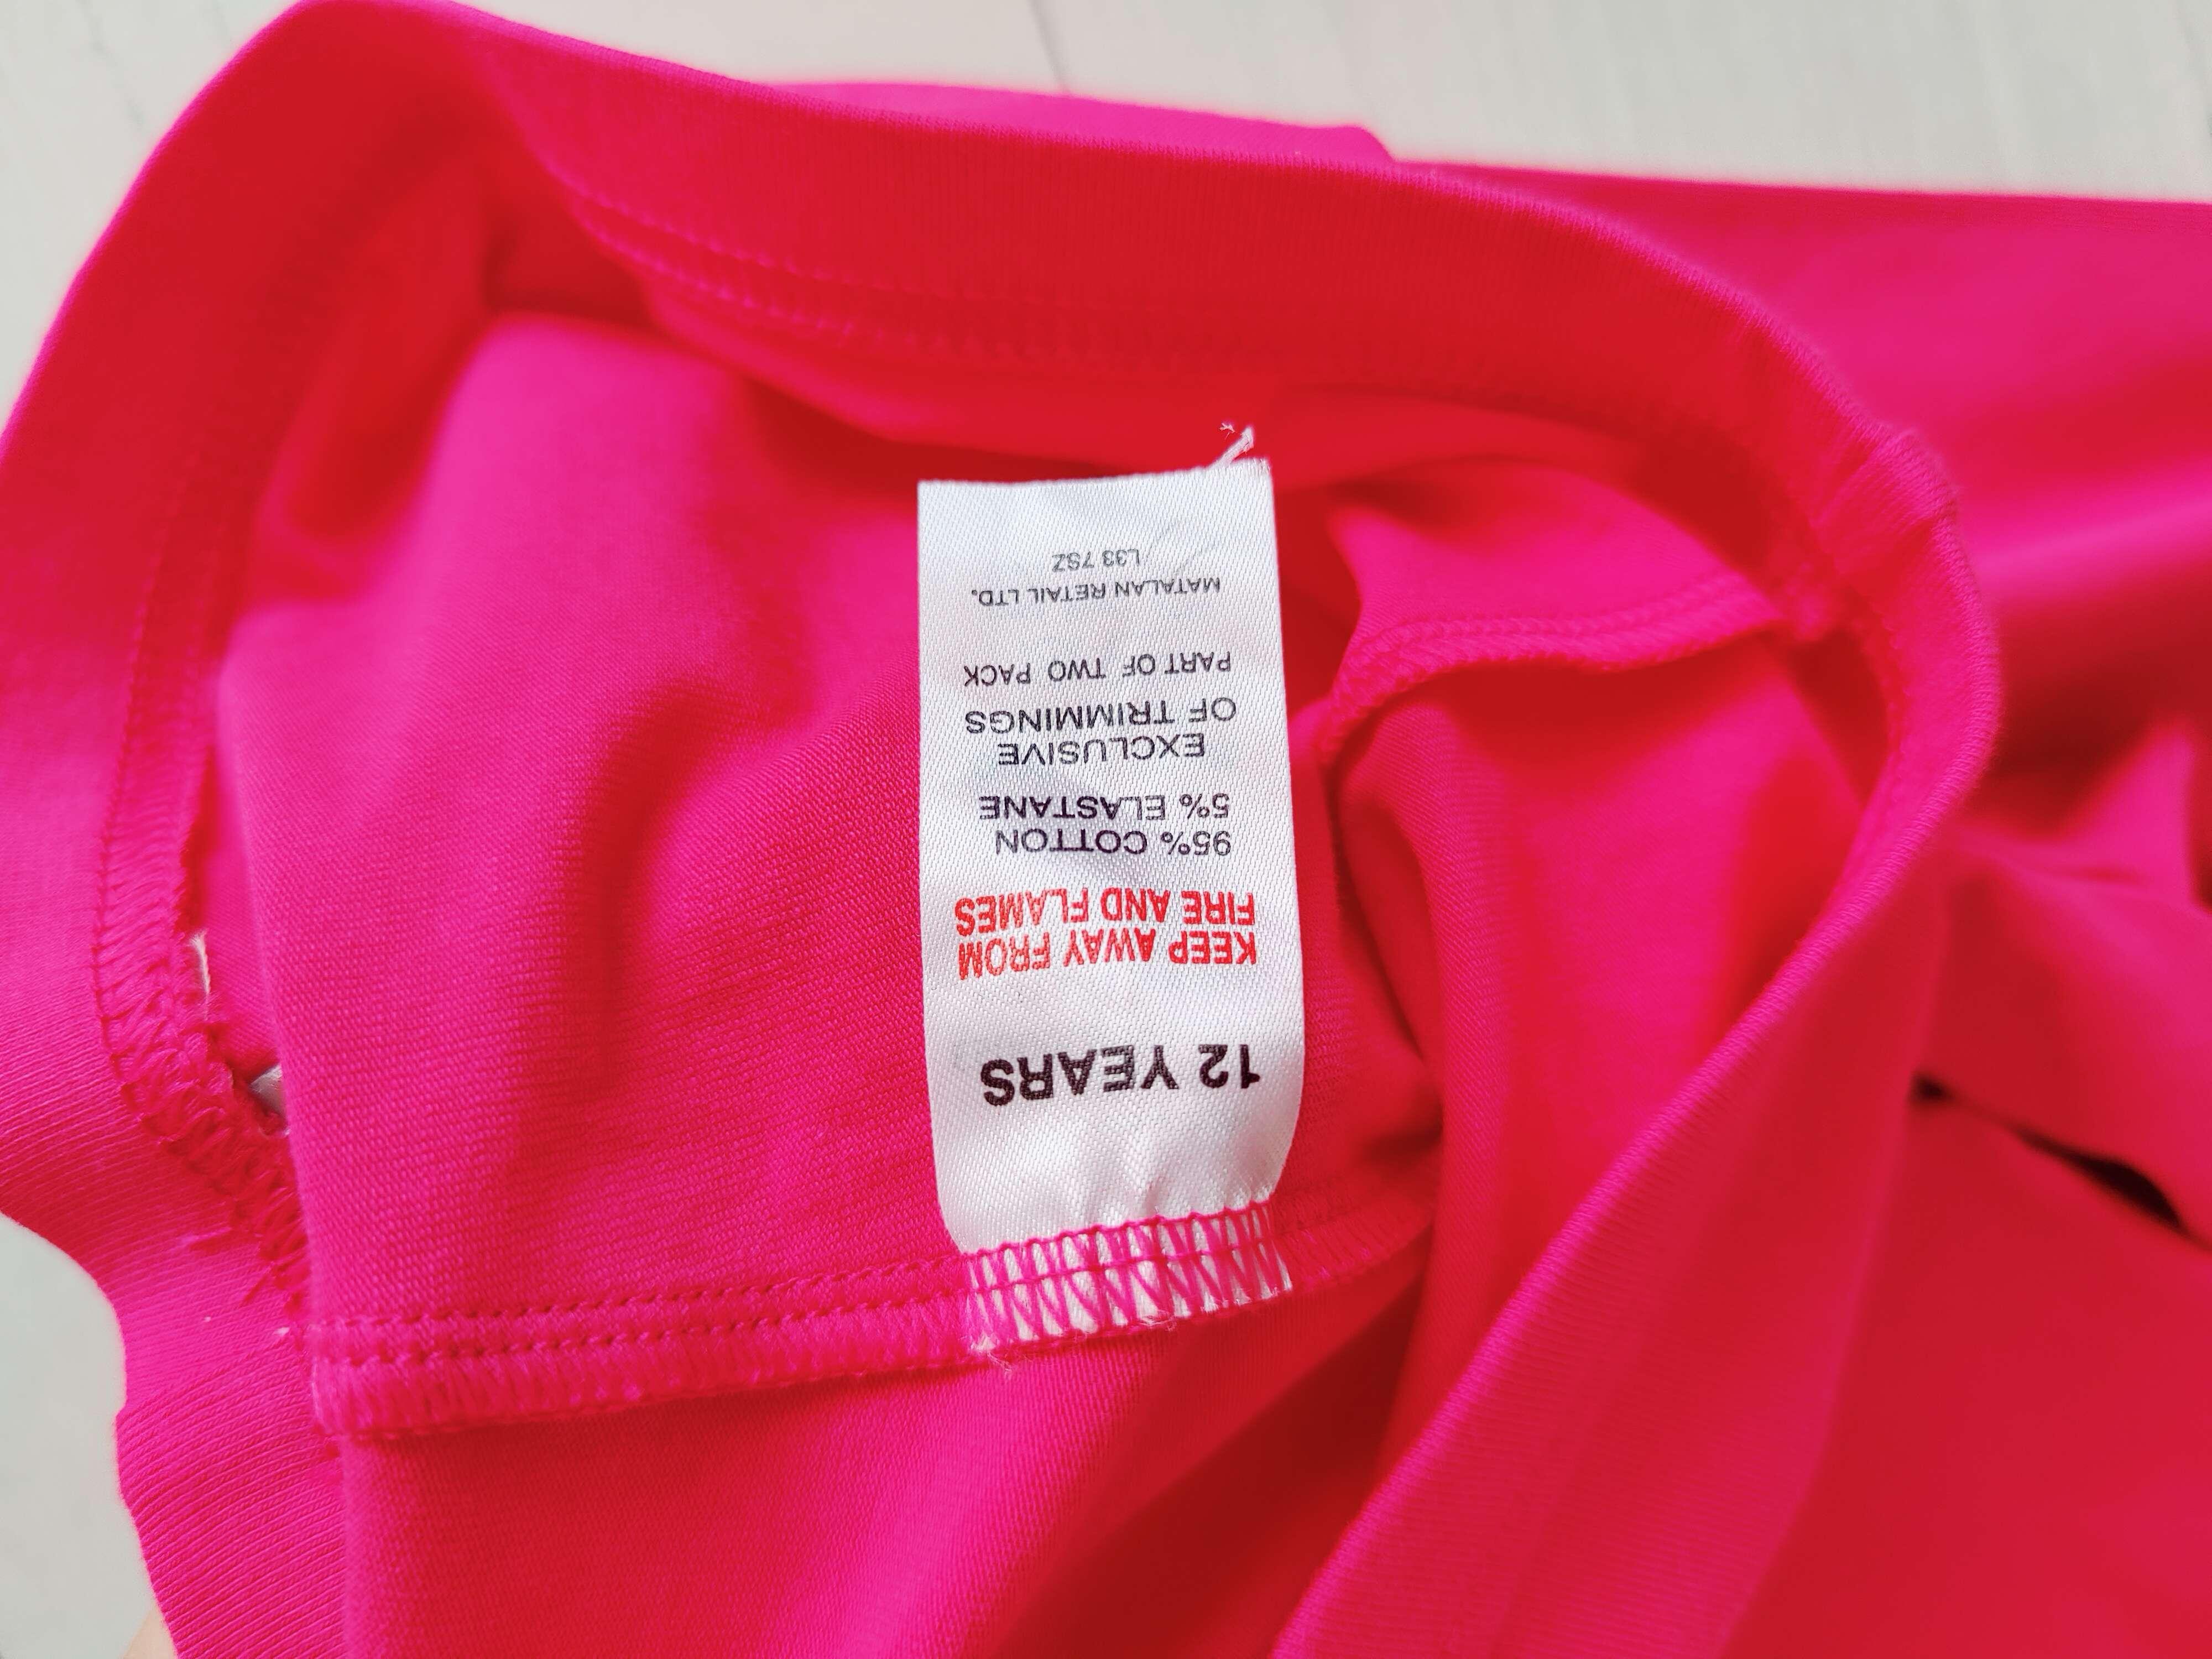 12 YEARS
KEEP AWAY FROM
FIRE AND FLAMES
95% COTTON
5% ELASTANE
EXCLUSIVE
OF TRIMMINGS
PART OF TWO PACK
MATALAN RETAIL LTD.
L33 7SZ